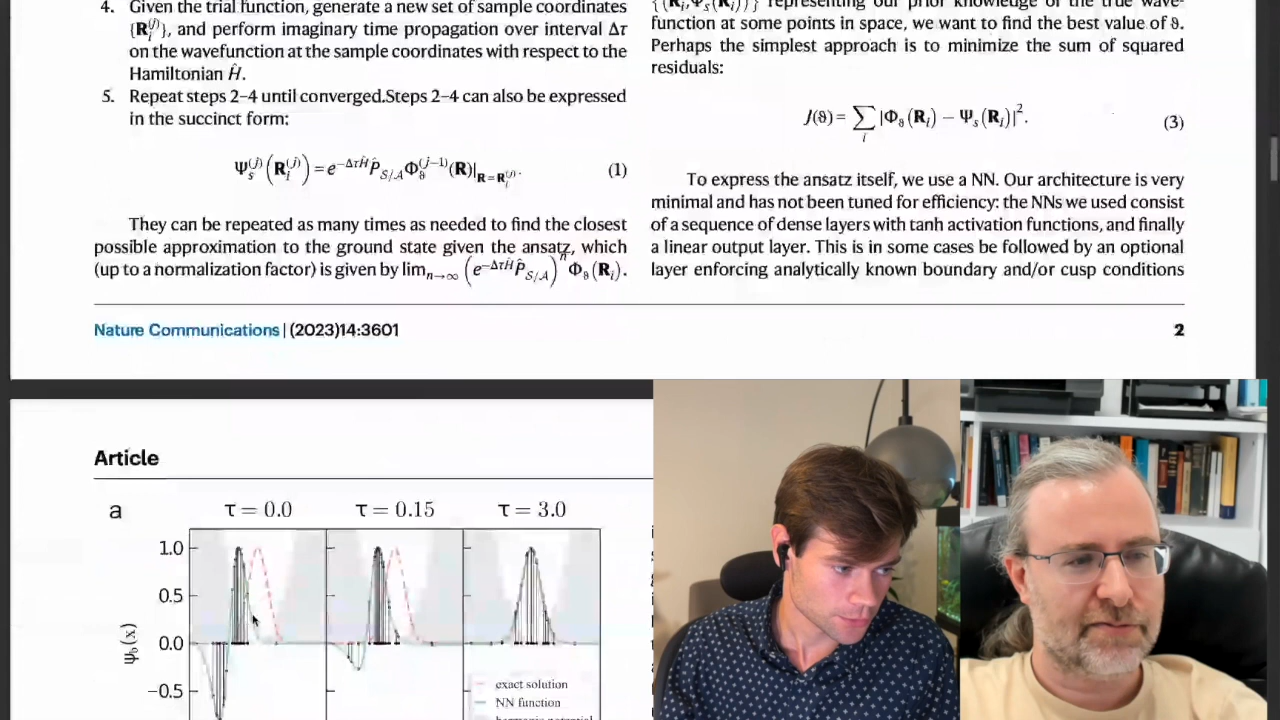 4. Given the trial function, generate a new set of sample coordinates
{R_i^(j)}, and perform imaginary time propagation over interval Δτ
on the wavefunction at the sample coordinates with respect to the
Hamiltonian Ĥ.
5. Repeat steps 2–4 until converged.Steps 2–4 can also be expressed
in the succinct form:
Ψ_s^(j)(R_i^(j)) = e^{−ΔτĤ} P̂_{S/A} Φ_ϑ^(j−1)(R)|_{R=R_i^(j)}. (1)
They can be repeated as many times as needed to find the closest
possible approximation to the ground state given the ansatz, which
(up to a normalization factor) is given by lim_{n→∞} (e^{−ΔτĤ} P̂_{S/A})^n Φ_ϑ(R_i).
{(R_i,Ψ_s(R_i))} representing our prior knowledge of the true wave-
function at some points in space, we want to find the best value of ϑ.
Perhaps the simplest approach is to minimize the sum of squared
residuals:
J(ϑ) = ∑_i |Φ_ϑ(R_i) − Ψ_s(R_i)|². (3)
To express the ansatz itself, we use a NN. Our architecture is very
minimal and has not been tuned for efficiency: the NNs we used consist
of a sequence of dense layers with tanh activation functions, and finally
a linear output layer. This is in some cases be followed by an optional
layer enforcing analytically known boundary and/or cusp conditions
Nature Communications | (2023)14:3601
2
Article
a
τ = 0.0
τ = 0.15
τ = 3.0
1.0
0.5
0.0
−0.5
Ψ_ϑ(x)
exact solution
NN function
harmonic potential